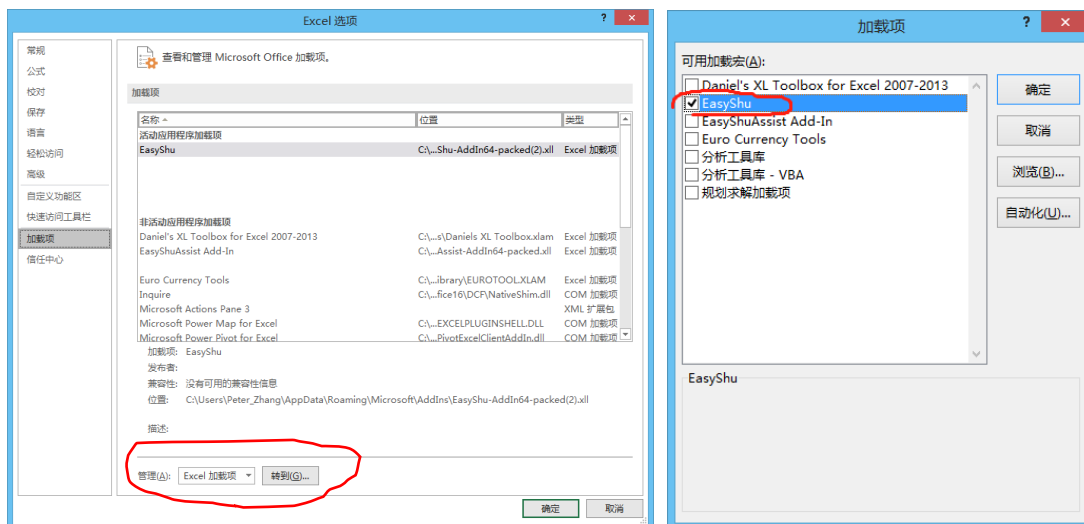 Excel 选项
?
×
常规
公式
校对
保存
语言
轻松访问
高级
自定义功能区
快速访问工具栏
加载项
信任中心
查看和管理 Microsoft Office 加载项。
加载项
名称 位置 类型
活动应用程序加载项
EasyShu C:\...Shu-AddIn64-packed(2).xll Excel 加载项
非活动应用程序加载项
Daniel's XL Toolbox for Excel 2007-2013 C:\...s\Daniels XL Toolbox.xlam Excel 加载项
EasyShuAssist Add-In C:\...Assist-AddIn64-packed.xll Excel 加载项
Euro Currency Tools C:\...ibrary\EUROTOOL.XLAM Excel 加载项
Inquire C:\...fice16\DCF\NativeShim.dll COM 加载项
Microsoft Actions Pane 3 XML 扩展包
Microsoft Power Map for Excel C:\...EXCELPLUGINSHELL.DLL COM 加载项
Microsoft Power Pivot for Excel C:\...PivotExcelClientAddIn.dll COM 加载项
加载项: EasyShu
发布者:
兼容性: 没有可用的兼容性信息
位置: C:\Users\Peter_Zhang\AppData\Roaming\Microsoft\AddIns\EasyShu-AddIn64-packed(2).xll
描述:
管理(A): Excel 加载项 转到(G)...
确定 取消
加载项
?
×
可用加载宏(A):
Daniel's XL Toolbox for Excel 2007-2013
EasyShu
EasyShuAssist Add-In
Euro Currency Tools
分析工具库
分析工具库 - VBA
规划求解加载项
确定
取消
浏览(B)...
自动化(U)...
EasyShu